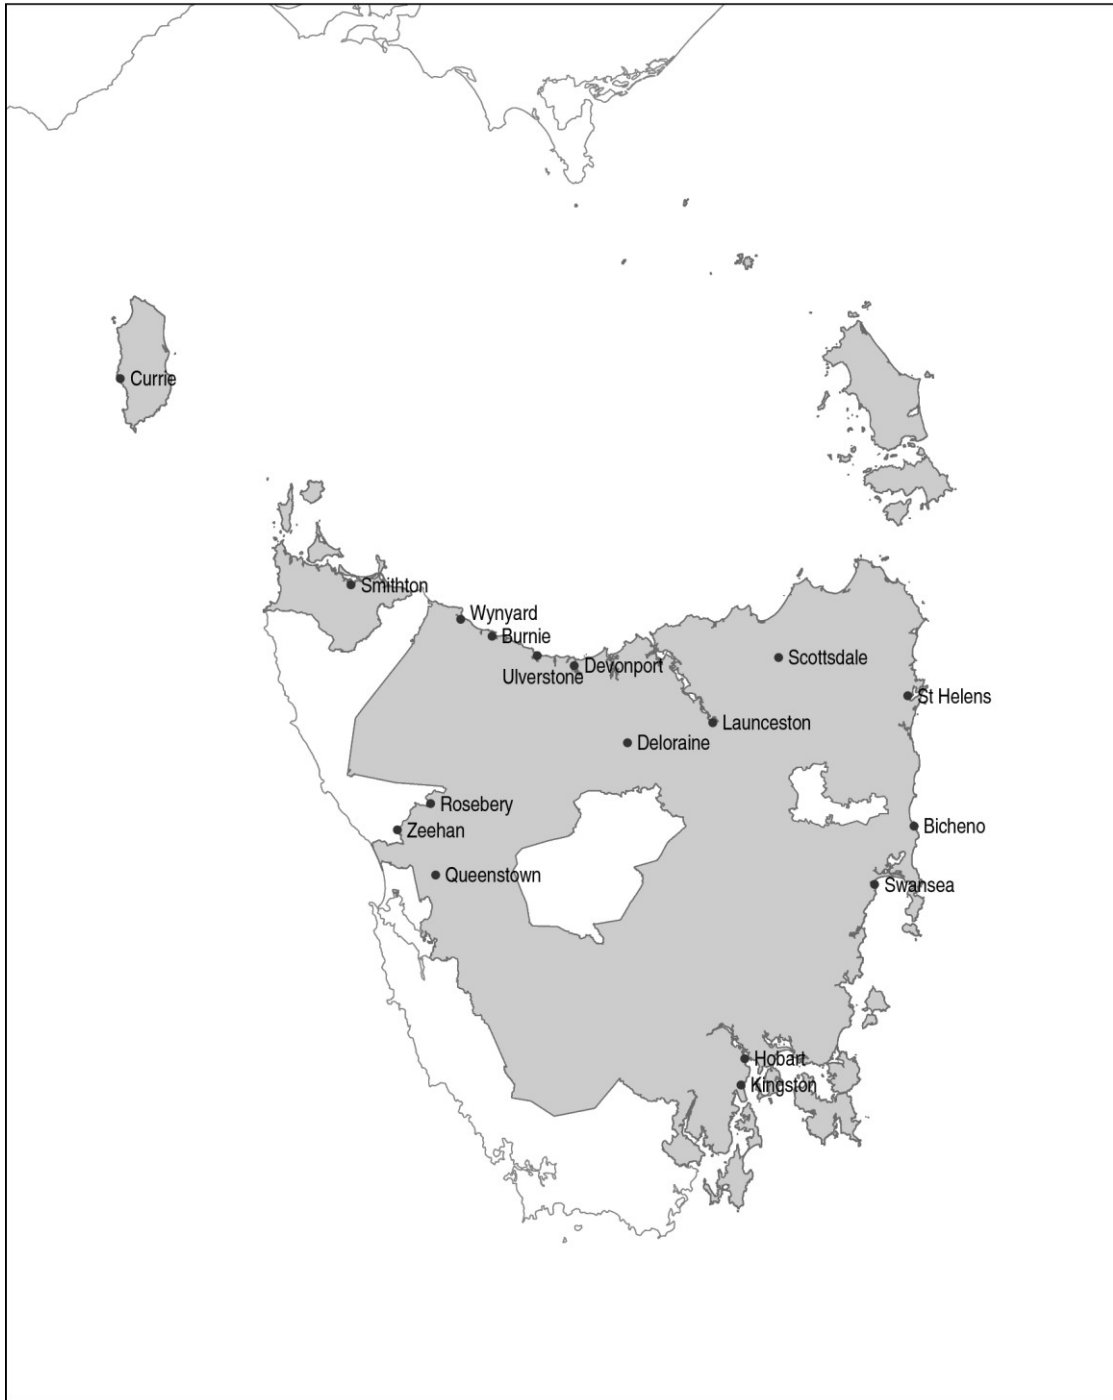 Currie
Smithton
Wynyard
Burnie
Ulverstone
Devonport
Scottsdale
St Helens
Launceston
Deloraine
Rosebery
Zeehan
Bicheno
Queenstown
Swansea
Hobart
Kingston